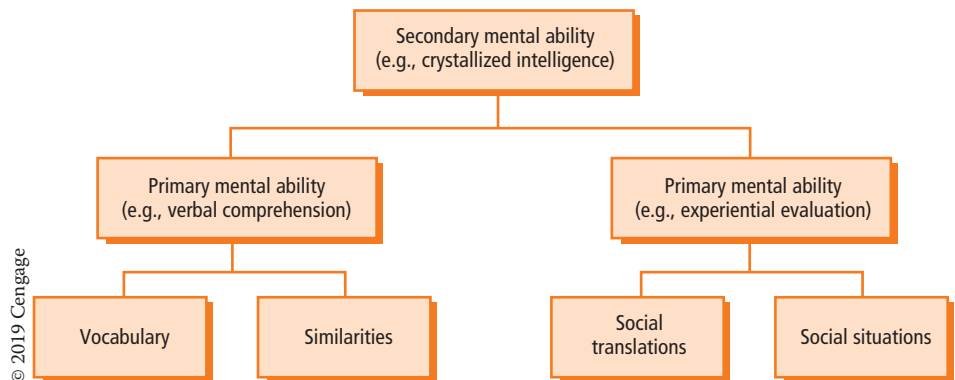 Secondary mental ability
(e.g., crystallized intelligence)
Primary mental ability
(e.g., verbal comprehension)
Primary mental ability
(e.g., experiential evaluation)
Vocabulary
Similarities
Social
translations
Social situations
© 2019 Cengage